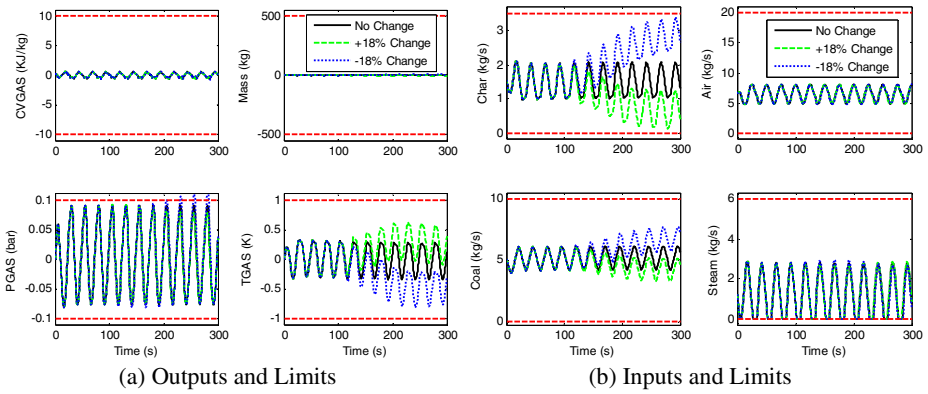 CVGAS (KJ/kg)
10
5
0
-5
-10
0 100 200 300
Mass (kg)
500
0
-500
0 100 200 300
No Change
+18% Change
-18% Change
Char (kg/s)
3
2
1
0
0 100 200 300
Air (kg/s)
20
15
10
5
0
0 100 200 300
No Change
+18% Change
-18% Change
PGAS (bar)
0.1
0.05
0
-0.05
-0.1
0 100 200 300
Time (s)
TGAS (K)
1
0.5
0
-0.5
-1
0 100 200 300
Time (s)
Coal (kg/s)
10
5
0
0 100 200 300
Time (s)
Steam (kg/s)
6
4
2
0
0 100 200 300
Time (s)
(a) Outputs and Limits
(b) Inputs and Limits